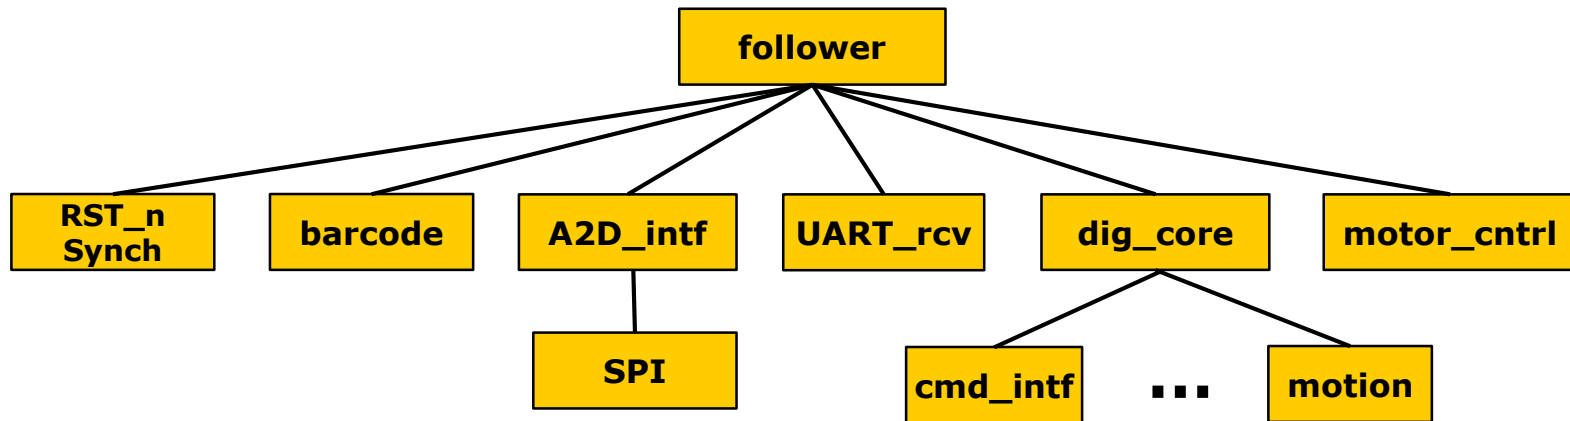 follower
RST_n
Synch
barcode
A2D_intf
UART_rcv
dig_core
motor_cntrl
SPI
cmd_intf
...
motion